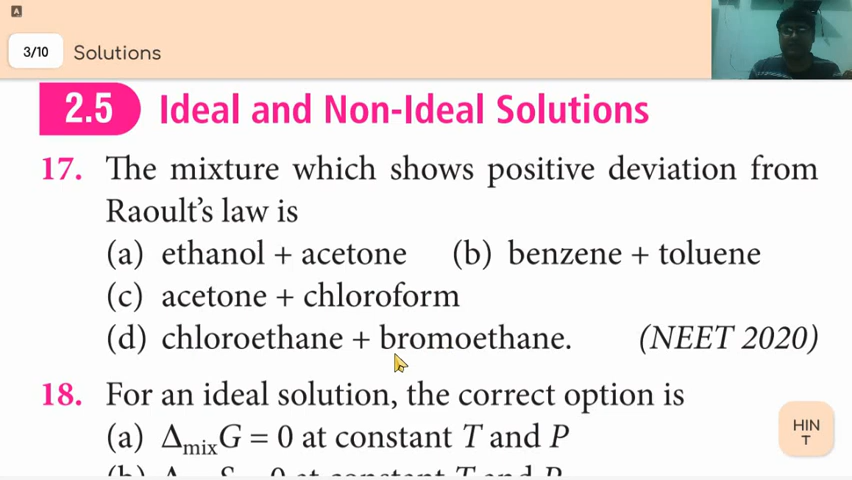 A
3/10 Solutions
2.5 Ideal and Non-Ideal Solutions
17. The mixture which shows positive deviation from
Raoult's law is
(a) ethanol + acetone (b) benzene + toluene
(c) acetone + chloroform
(d) chloroethane + bromoethane. (NEET 2020)
18. For an ideal solution, the correct option is
(a) ΔmixG = 0 at constant T and P
HIN
T